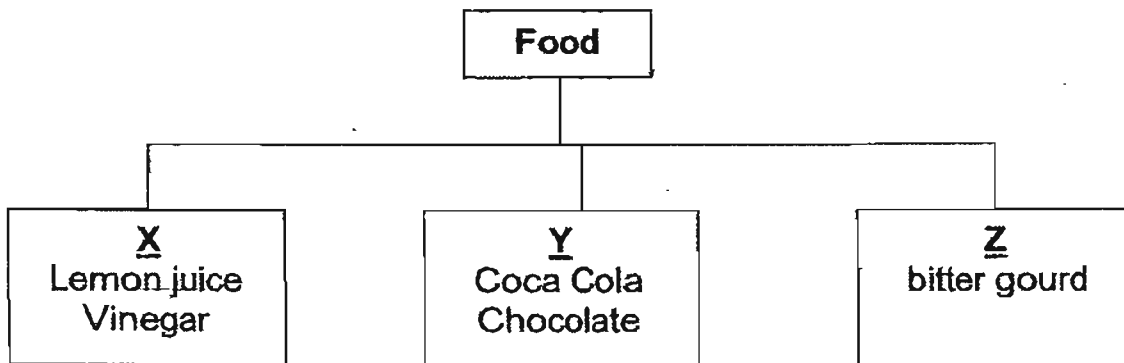 Food
X
Lemon juice
Vinegar
Y
Coca Cola
Chocolate
Z
bitter gourd